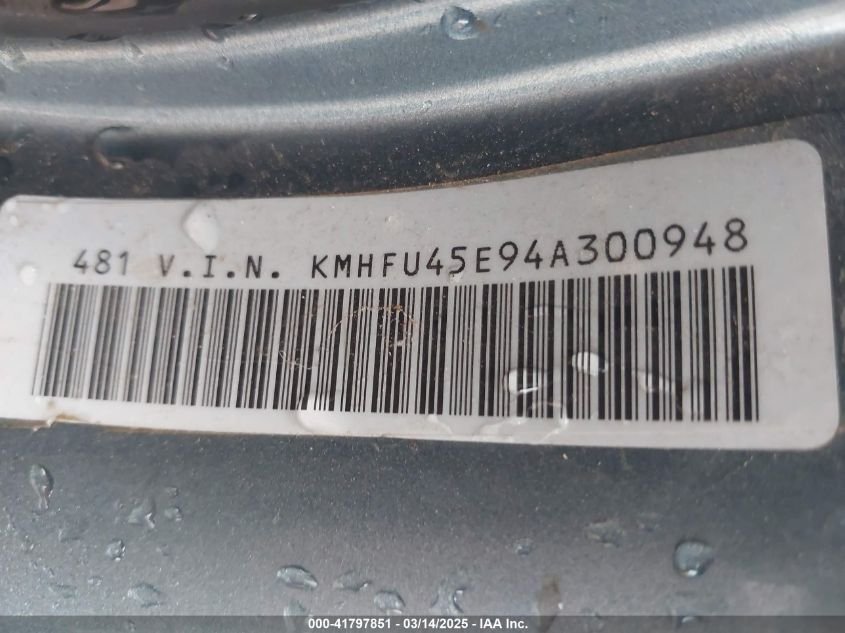 481 V.I.N. KMHFU45E94A300948
000-41797851 / 03/14/2025 / IAA Inc.